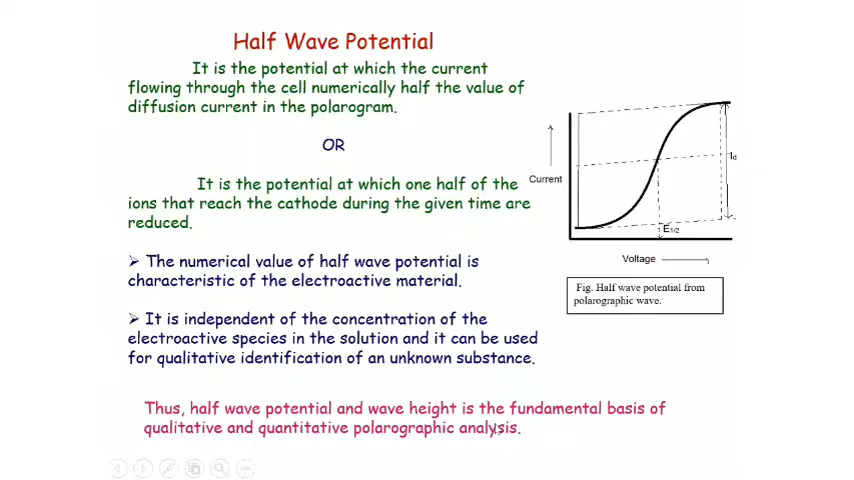 Half Wave Potential
It is the potential at which the current
flowing through the cell numerically half the value of
diffusion current in the polarogram.
OR
It is the potential at which one half of the
ions that reach the cathode during the given time are
reduced.
➢ The numerical value of half wave potential is
characteristic of the electroactive material.
➢ It is independent of the concentration of the
electroactive species in the solution and it can be used
for qualitative identification of an unknown substance.
Thus, half wave potential and wave height is the fundamental basis of
qualitative and quantitative polarographic analysis.
Current
Id
E1/2
Voltage
Fig. Half wave potential from
polarographic wave.